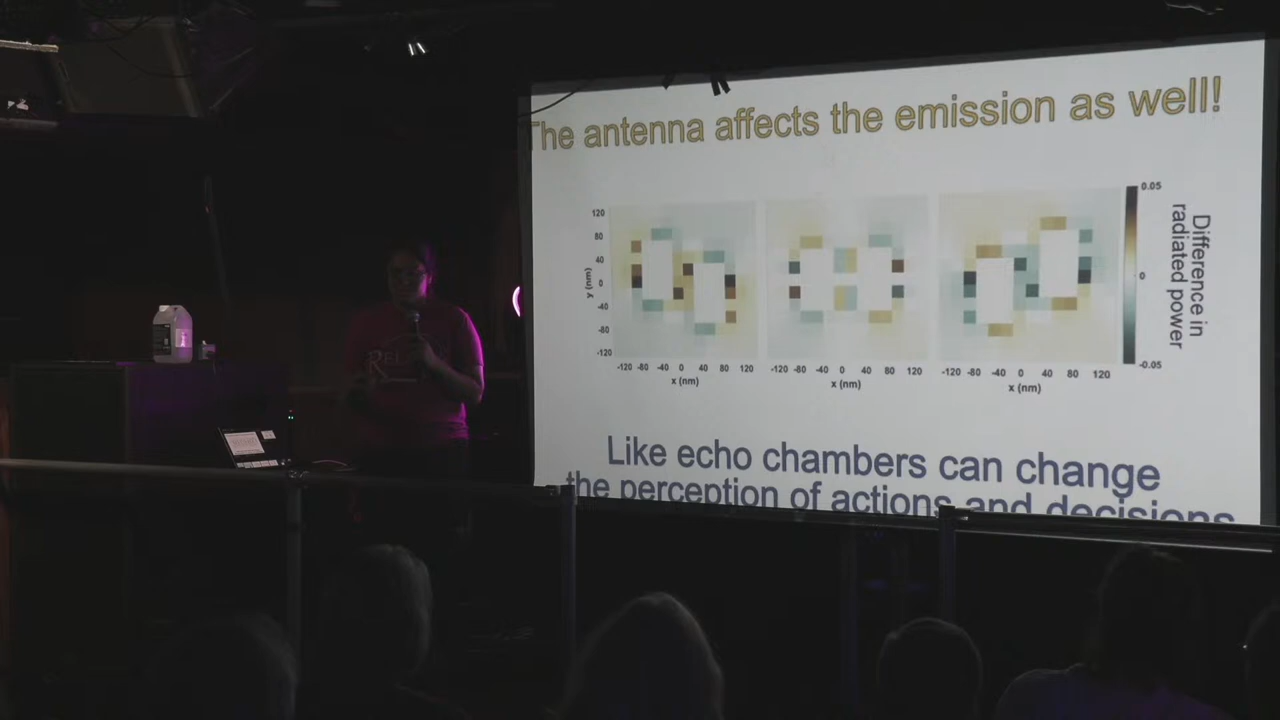 The antenna affects the emission as well!
0.05
0
-0.05
Difference in
radiated power
120
80
40
0
-40
-80
-120
y (nm)
-120 -80 -40 0 40 80 120
x (nm)
-120 -80 -40 0 40 80 120
x (nm)
-120 -80 -40 0 40 80 120
x (nm)
Like echo chambers can change
the perception of actions and decisions